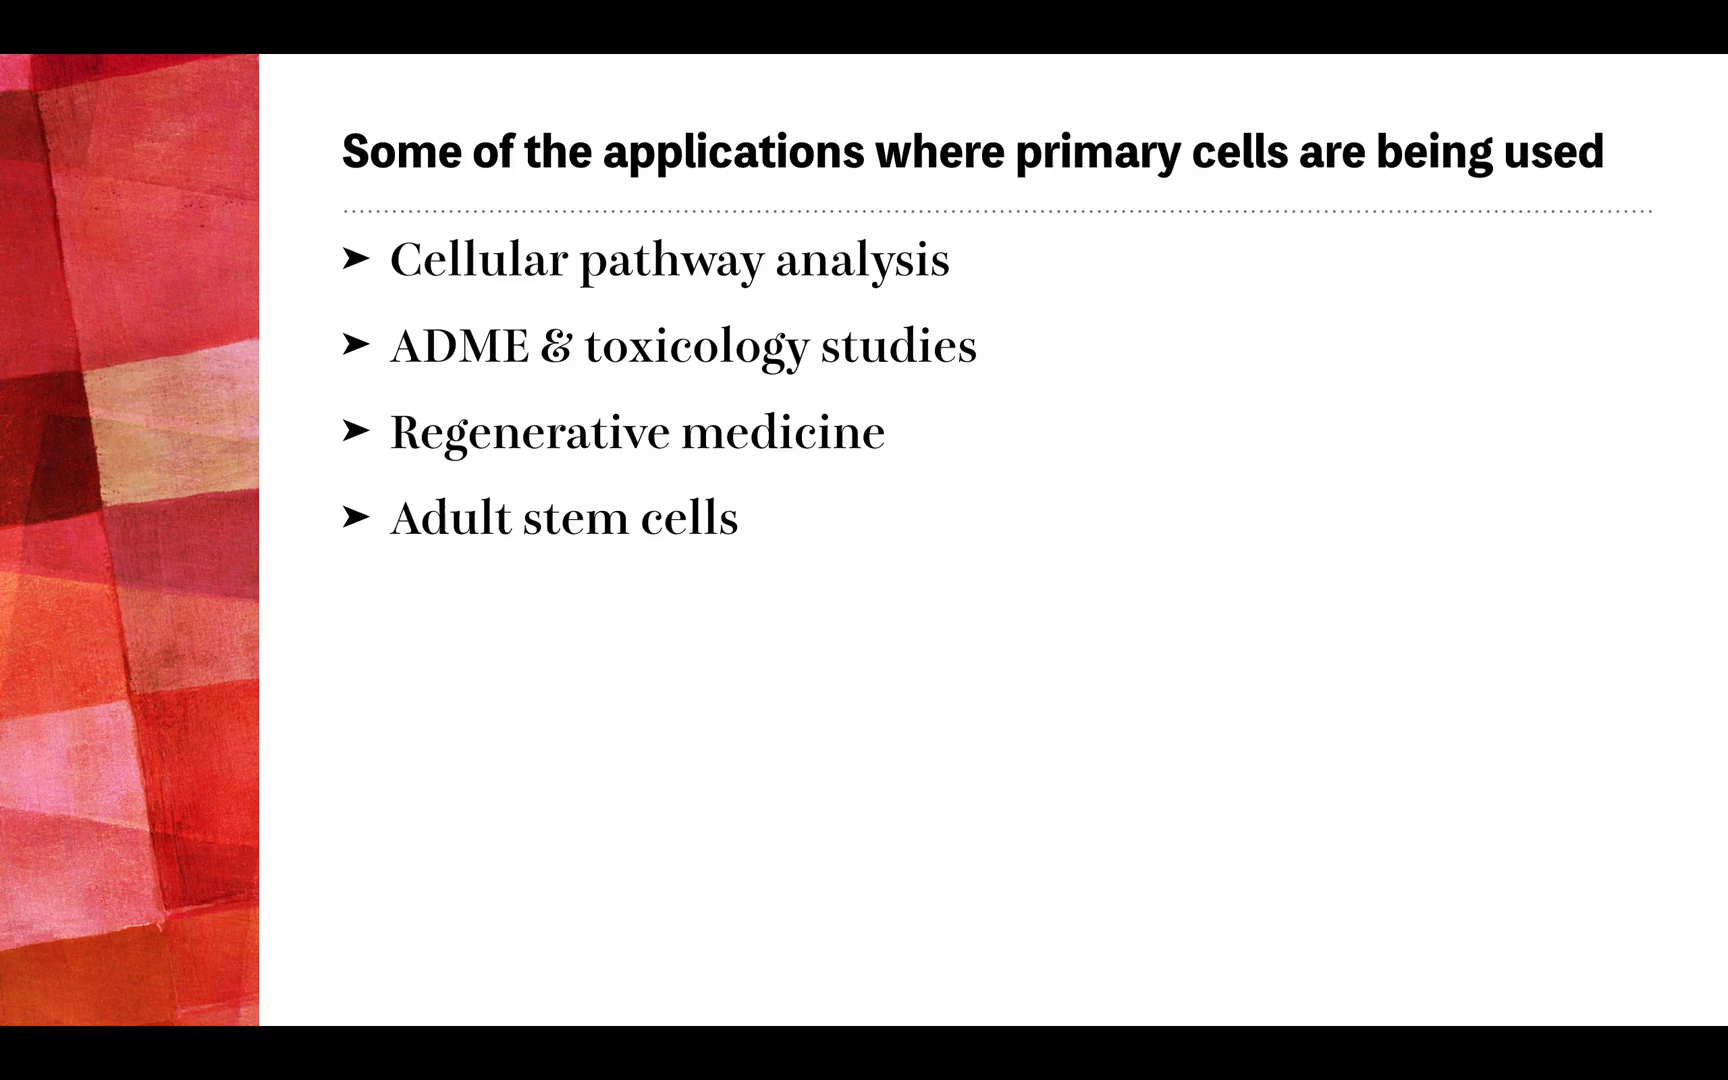 Some of the applications where primary cells are being used
➤ Cellular pathway analysis
➤ ADME & toxicology studies
➤ Regenerative medicine
➤ Adult stem cells